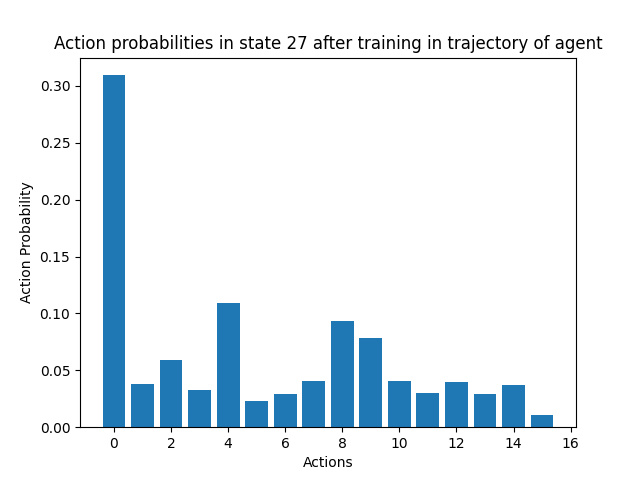 Action probabilities in state 27 after training in trajectory of agent
Action Probability
0.30
0.25
0.20
0.15
0.10
0.05
0.00
0 2 4 6 8 10 12 14 16
Actions